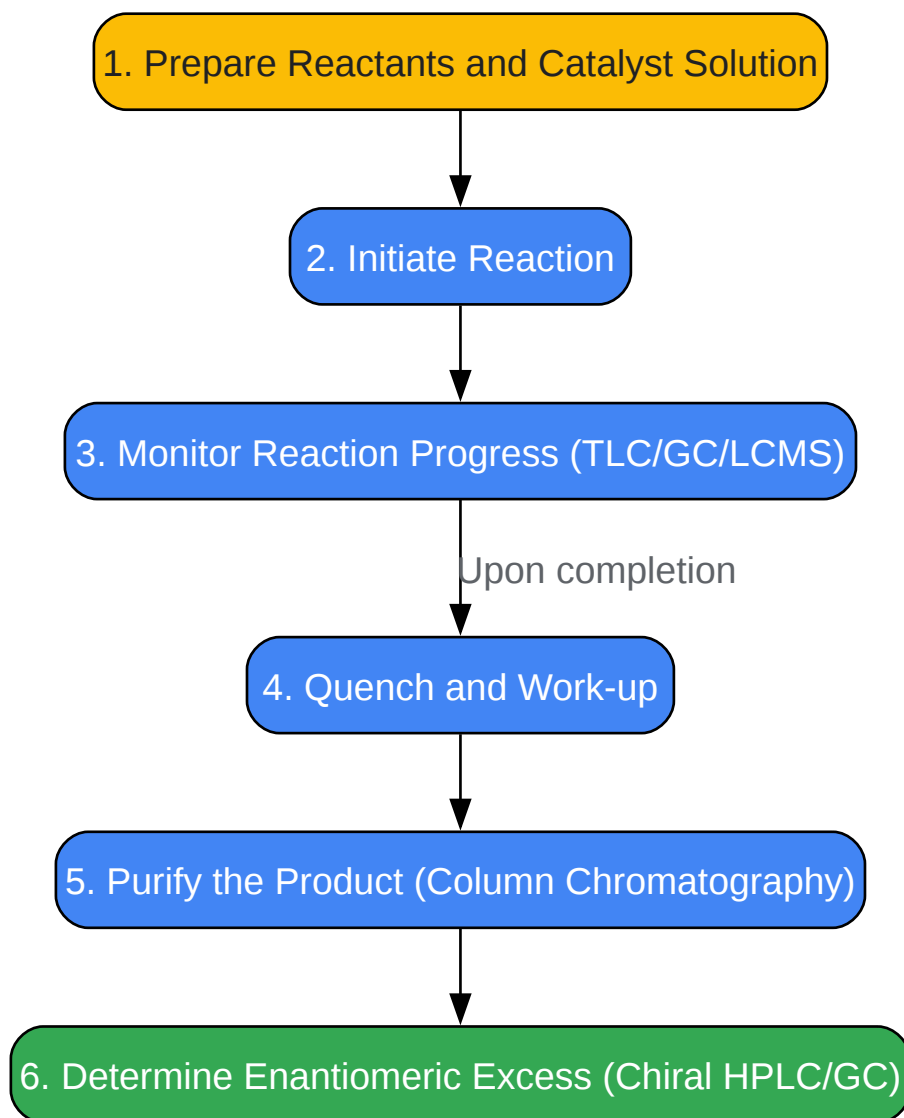 1. Prepare Reactants and Catalyst Solution
2. Initiate Reaction
3. Monitor Reaction Progress (TLC/GC/LCMS)
Upon completion
4. Quench and Work-up
5. Purify the Product (Column Chromatography)
6. Determine Enantiomeric Excess (Chiral HPLC/GC)